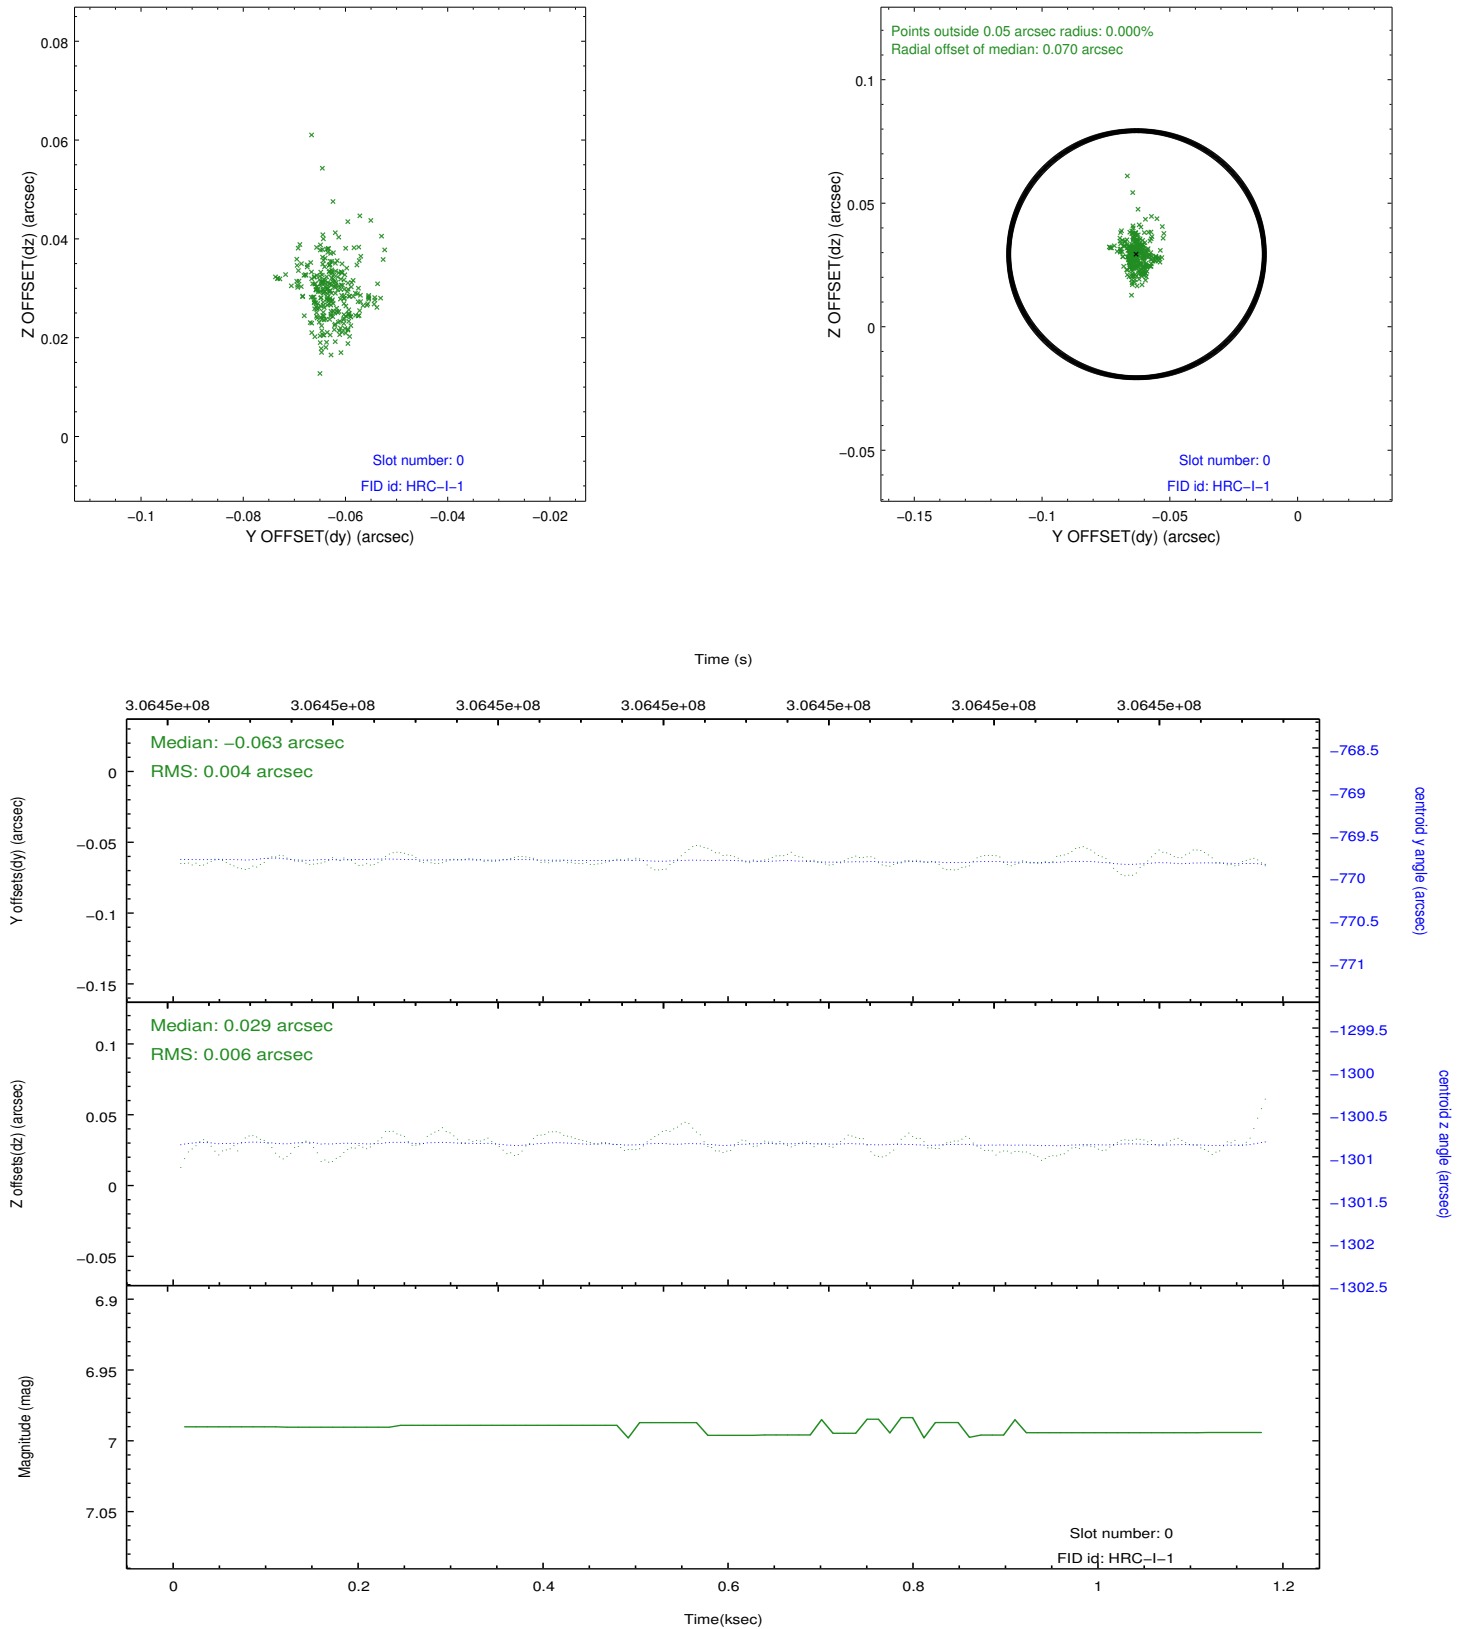 0.08
0.06
0.04
0.02
0
Z OFFSET(dz) (arcsec)
Slot number: 0
FID id: HRC−I−1
−0.1
−0.08
−0.06
−0.04
−0.02
Y OFFSET(dy) (arcsec)
Points outside 0.05 arcsec radius: 0.000%
Radial offset of median: 0.070 arcsec
0.1
0.05
0
−0.05
Z OFFSET(dz) (arcsec)
Slot number: 0
FID id: HRC−I−1
−0.15
−0.1
−0.05
0
Y OFFSET(dy) (arcsec)
Time (s)
3.0645e+08
3.0645e+08
3.0645e+08
3.0645e+08
3.0645e+08
3.0645e+08
3.0645e+08
Median: −0.063 arcsec
RMS: 0.004 arcsec
0
−0.05
−0.1
−0.15
Y offsets(dy) (arcsec)
−768.5
−769
−769.5
−770
−770.5
−771
centroid y angle (arcsec)
Median: 0.029 arcsec
RMS: 0.006 arcsec
0.1
0.05
0
−0.05
Z offsets(dz) (arcsec)
−1299.5
−1300
−1300.5
−1301
−1301.5
−1302
−1302.5
centroid z angle (arcsec)
6.9
6.95
7
7.05
Magnitude (mag)
Slot number: 0
FID id: HRC−I−1
0
0.2
0.4
0.6
0.8
1
1.2
Time(ksec)